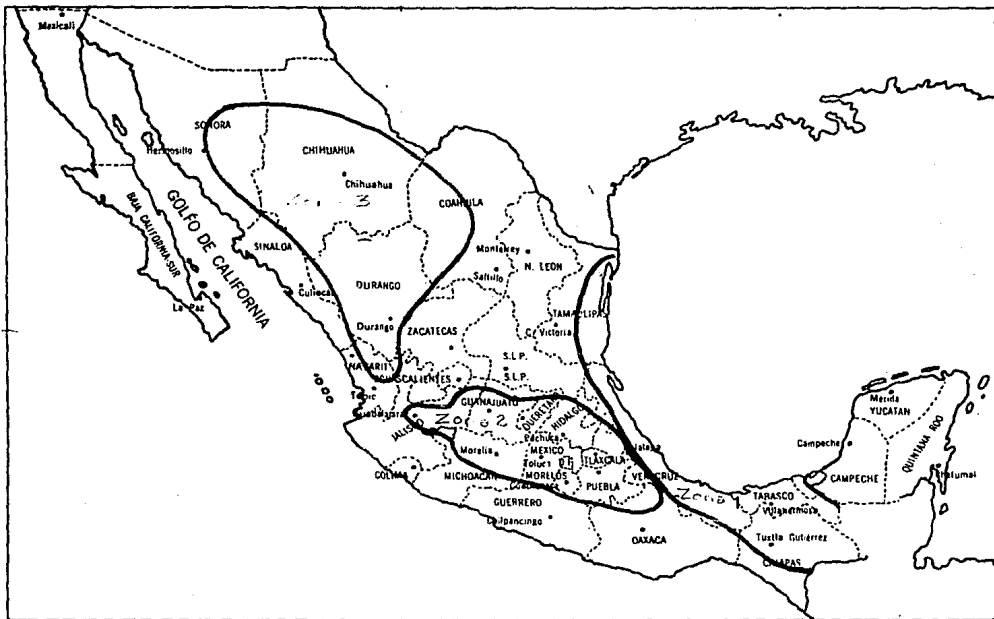 Mexicali
SONORA
Hermosillo
CHIHUAHUA
Chihuahua
3
COAHUILA
BAJA CALIFORNIA SUR
GOLFO DE CALIFORNIA
La Paz
SINALOA
Culiacan
DURANGO
Durango
Monterrey
N. LEON
Saltillo
TAMAULIPAS
C. Victoria
ZACATECAS
S.L.P.
S.L.P.
NAYARIT
Tepic
AGUASCALIENTES
Guadalajara
JALISCO
GUANAJUATO
QUERETARO
HIDALGO
Pachuca
MEXICO
Toluca
D.F.
TLAXCALA
Jalapa
Morelia
COLIMA
MICHOACAN
MORELOS
Cuernavaca
PUEBLA
VERACRUZ
GUERRERO
Chilpancingo
OAXACA
Zona
TABASCO
Villahermosa
Tuxtla Gutiérrez
CHIAPAS
Campeche
CAMPECHE
Merida
YUCATAN
QUINTANA ROO
Chetumal